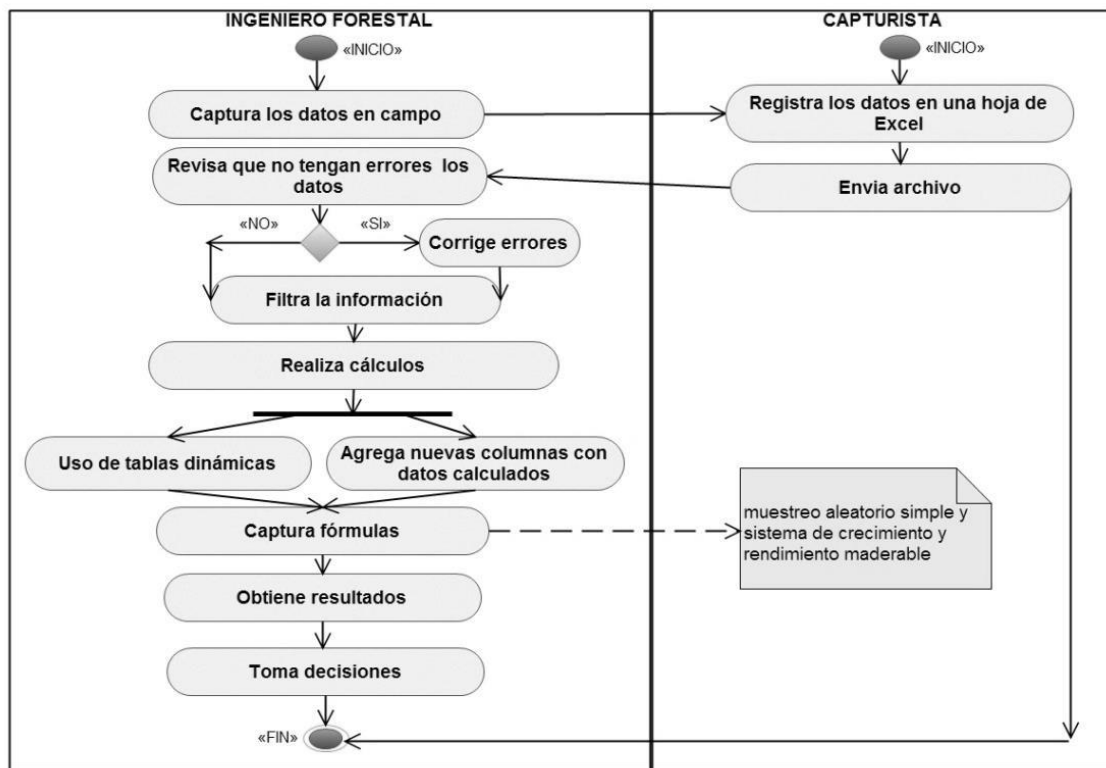 INGENIERO FORESTAL
CAPTURISTA
«INICIO»
«INICIO»
Captura los datos en campo
Registra los datos en una hoja de
Excel
Revisa que no tengan errores los
datos
Envia archivo
«NO»
«SI»
Corrige errores
Filtra la información
Realiza cálculos
Uso de tablas dinámicas
Agrega nuevas columnas con
datos calculados
Captura fórmulas
muestreo aleatorio simple y
sistema de crecimiento y
rendimiento maderable
Obtiene resultados
Toma decisiones
«FIN»